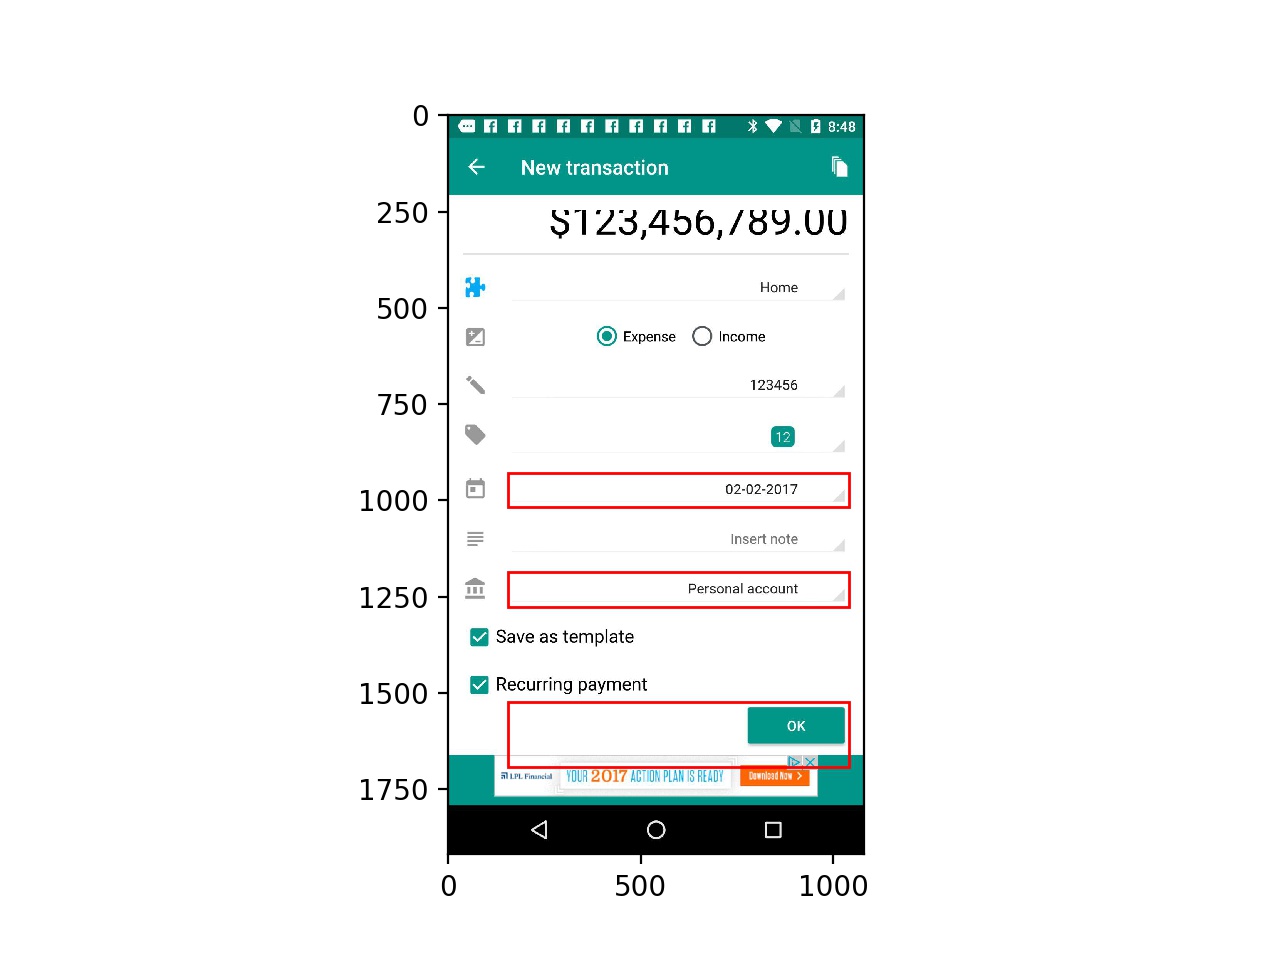 0
8:48
New transaction
250
$123,456,789.00
Home
500
Expense
Income
123456
750
12
02-02-2017
1000
Insert note
Personal account
1250
Save as template
Recurring payment
1500
OK
LPL Financial
YOUR 2017 ACTION PLAN IS READY
Download Now >
1750
0
500
1000